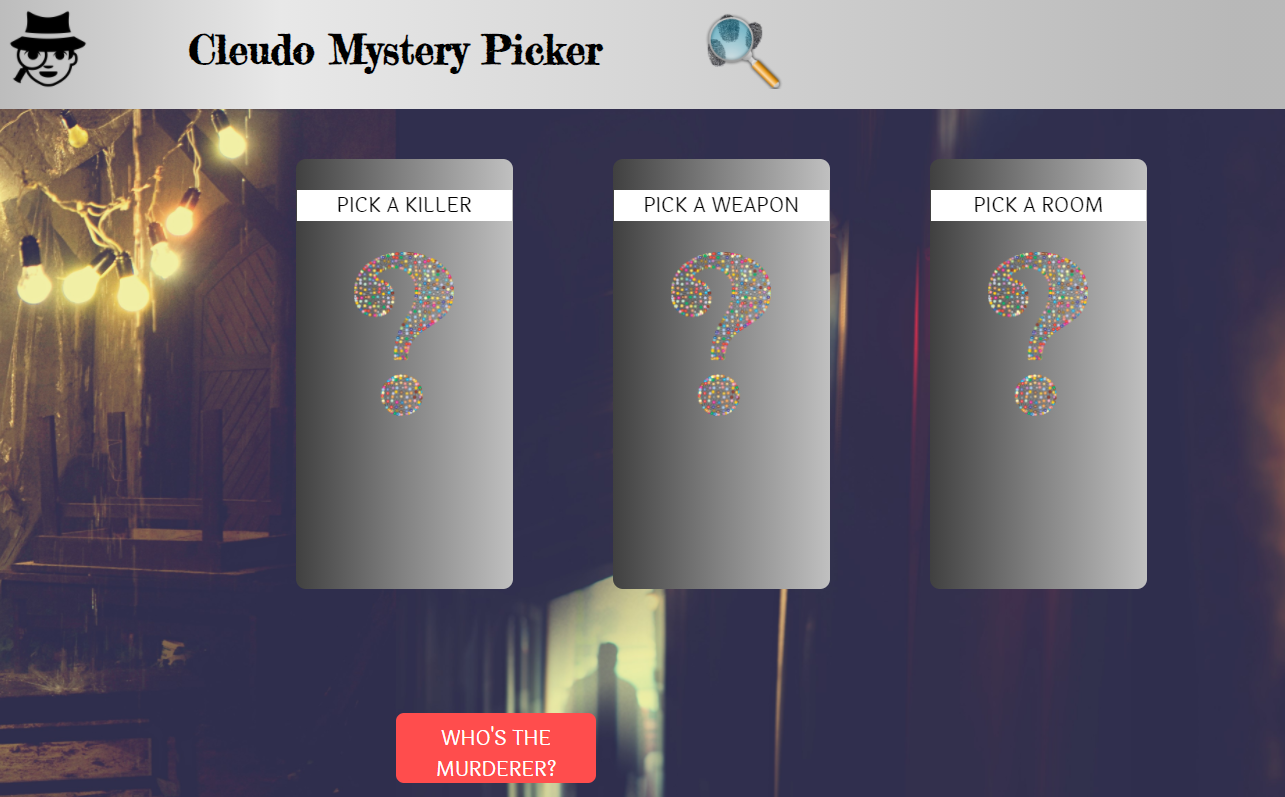 Cleudo Mystery Picker
PICK A KILLER
PICK A WEAPON
PICK A ROOM
WHO'S THE
MURDERER?